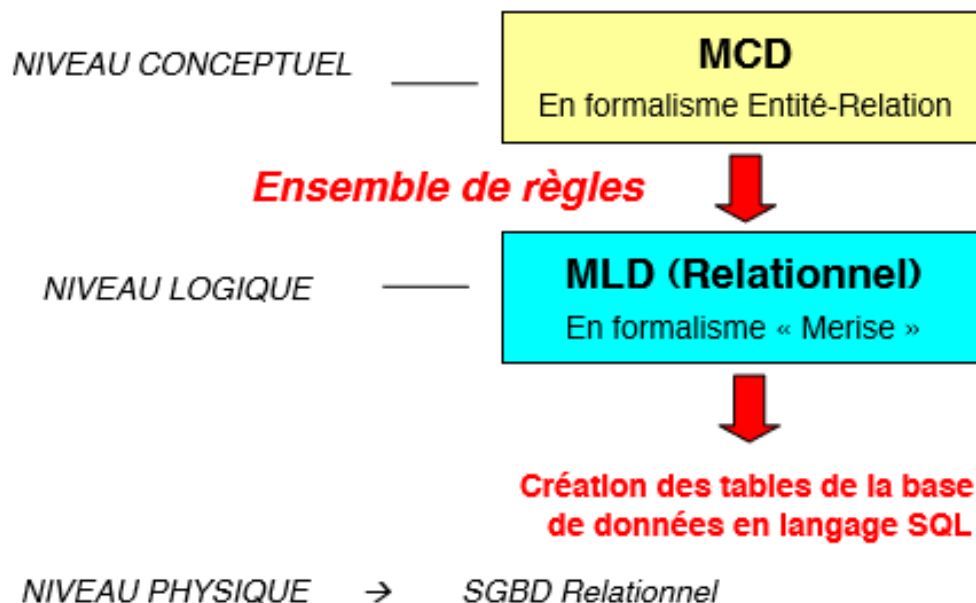 NIVEAU CONCEPTUEL
MCD
En formalisme Entité-Relation
Ensemble de règles
NIVEAU LOGIQUE
MLD (Relationnel)
En formalisme « Merise »
Création des tables de la base
de données en langage SQL
NIVEAU PHYSIQUE → SGBD Relationnel